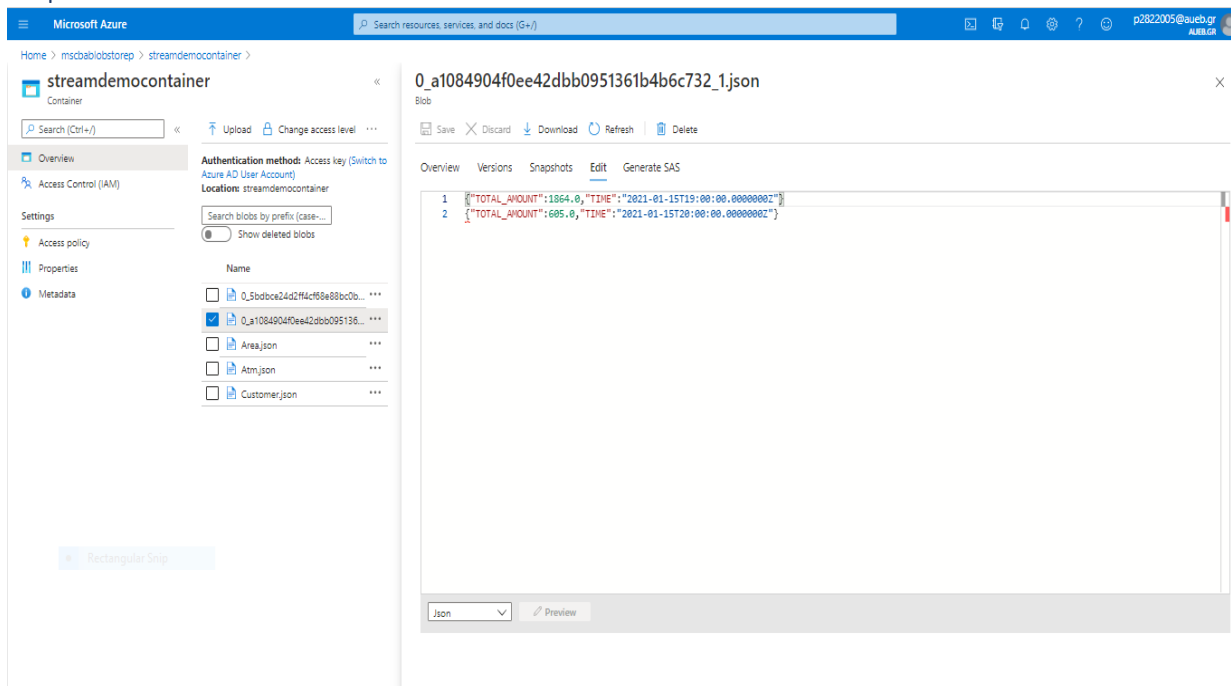 Microsoft Azure
Search resources, services, and docs (G+/)
p2822005@aueb.gr
AUEB.GR
Home > mscbablobstorep > streamdemocontainer >
streamdemocontainer
Container
Search (Ctrl+/)
Overview
Access Control (IAM)
Settings
Access policy
Properties
Metadata
Upload Change access level ...
Authentication method: Access key (Switch to
Azure AD User Account)
Location: streamdemocontainer
Search blobs by prefix (case-...
Show deleted blobs
Name
0_5bdbce24d2ff4cf68e88bc0b...
0_a1084904f0ee42dbb095136...
Area.json
Atm.json
Customer.json
0_a1084904f0ee42dbb0951361b4b6c732_1.json
Blob
Save Discard Download Refresh Delete
Overview Versions Snapshots Edit Generate SAS
1 {"TOTAL_AMOUNT":1864.0,"TIME":"2021-01-15T19:00:00.0000000Z"}
2 {"TOTAL_AMOUNT":605.0,"TIME":"2021-01-15T20:00:00.0000000Z"}
Json
Preview
Rectangular Snip